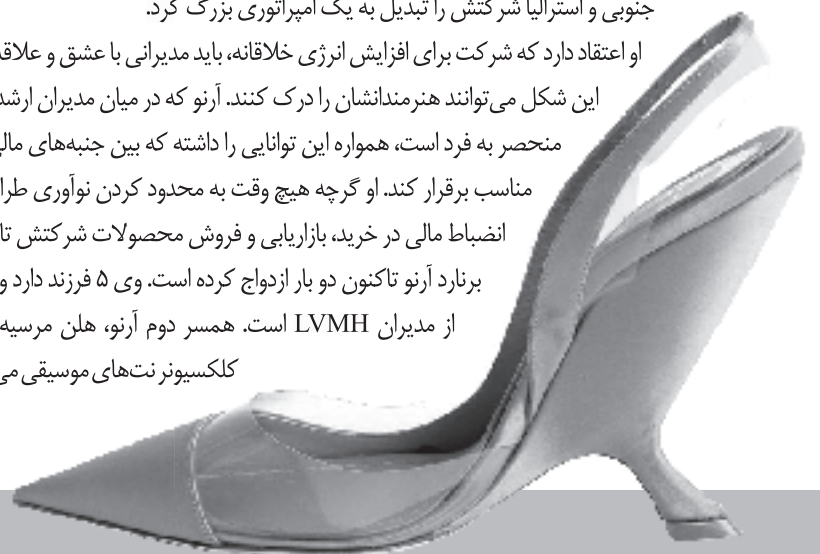 جنوبی و استرالیا شرکتش را تبدیل به یک امپراتوری بزرگ کرد.
او اعتقاد دارد که شرکت برای افزایش انرژی خلاقانه، باید مدیرانی با عشق و علاقه
این شکل می‌توانند هنرمندانشان را درک کنند. آرنو که در میان مدیران ارشد
منحصر به فرد است، همواره این توانایی را داشته که بین جنبه‌های
مناسب برقرار کند. او گرچه هیچ وقت به محدود کردن نوآوری
انضباط مالی در خرید، بازاریابی و فروش محصولات شرکتش
برنارد آرنو تاکنون دو بار ازدواج کرده است. وی ۵ فرزند دارد و
از مدیران LVMH است. همسر دوم آرنو، هلن مرسیه
کلکسیونر نت‌های موسیقی